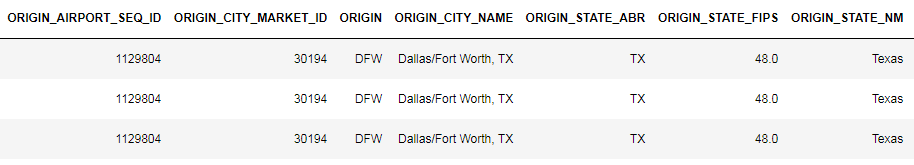 ORIGIN_AIRPORT_SEQ_ID ORIGIN_CITY_MARKET_ID ORIGIN ORIGIN_CITY_NAME ORIGIN_STATE_ABR ORIGIN_STATE_FIPS ORIGIN_STATE_NM
1129804 30194 DFW Dallas/Fort Worth, TX TX 48.0 Texas
1129804 30194 DFW Dallas/Fort Worth, TX TX 48.0 Texas
1129804 30194 DFW Dallas/Fort Worth, TX TX 48.0 Texas